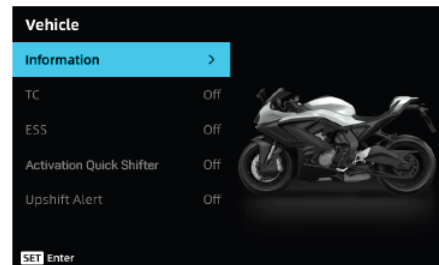 Vehicle
Information >
TC Off
ESS Off
Activation Quick Shifter Off
Upshift Alert Off
SET Enter